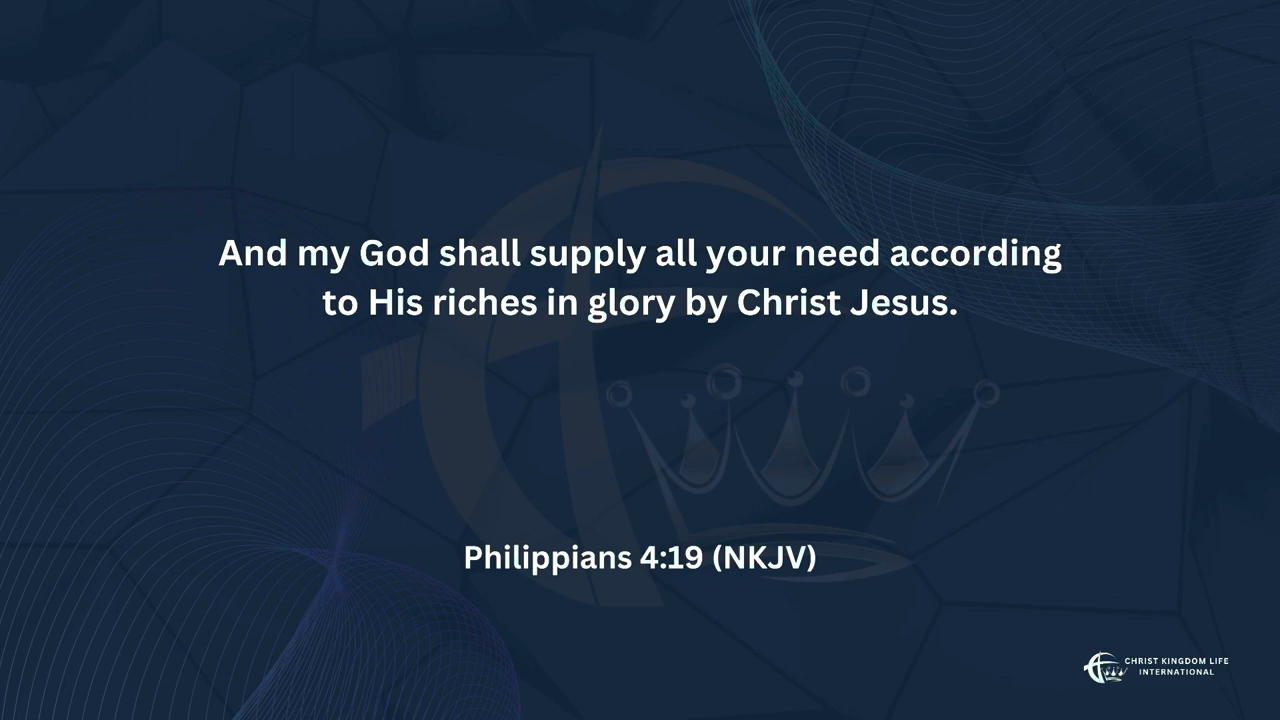 And my God shall supply all your need according
to His riches in glory by Christ Jesus.
Philippians 4:19 (NKJV)
CHRIST KINGDOM LIFE
INTERNATIONAL